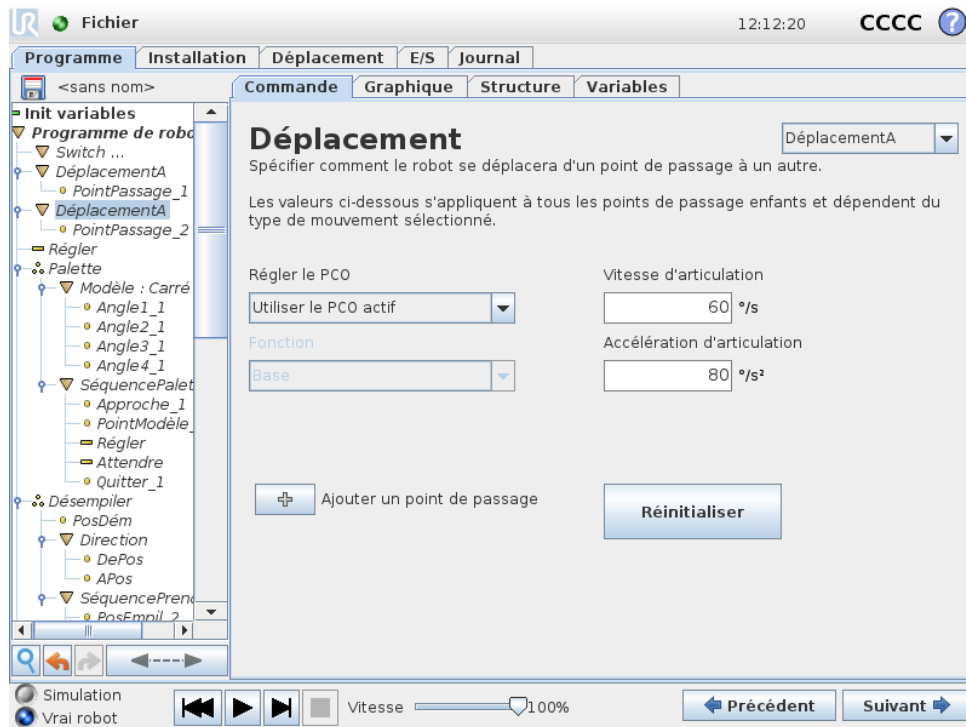 UR Fichier 12:12:20 CCCC ?
Programme Installation Déplacement E/S Journal
<sans nom> Commande Graphique Structure Variables
Init variables
Programme de robo
Switch ...
DéplacementA
PointPassage_1
DéplacementA
PointPassage_2
Régler
Palette
Modèle : Carré
Angle1_1
Angle2_1
Angle3_1
Angle4_1
SéquencePalet
Approche_1
PointModèle_
Régler
Attendre
Quitter_1
Désempiler
PosDém
Direction
DePos
APos
SéquencePrend
PosEmpil_2
Déplacement DéplacementA
Spécifier comment le robot se déplacera d'un point de passage à un autre.
Les valeurs ci-dessous s'appliquent à tous les points de passage enfants et dépendent du
type de mouvement sélectionné.
Régler le PCO Vitesse d'articulation
Utiliser le PCO actif 60 °/s
Fonction Accélération d'articulation
Base 80 °/s²
Ajouter un point de passage Réinitialiser
Simulation
Vrai robot
Vitesse 100% Précédent Suivant